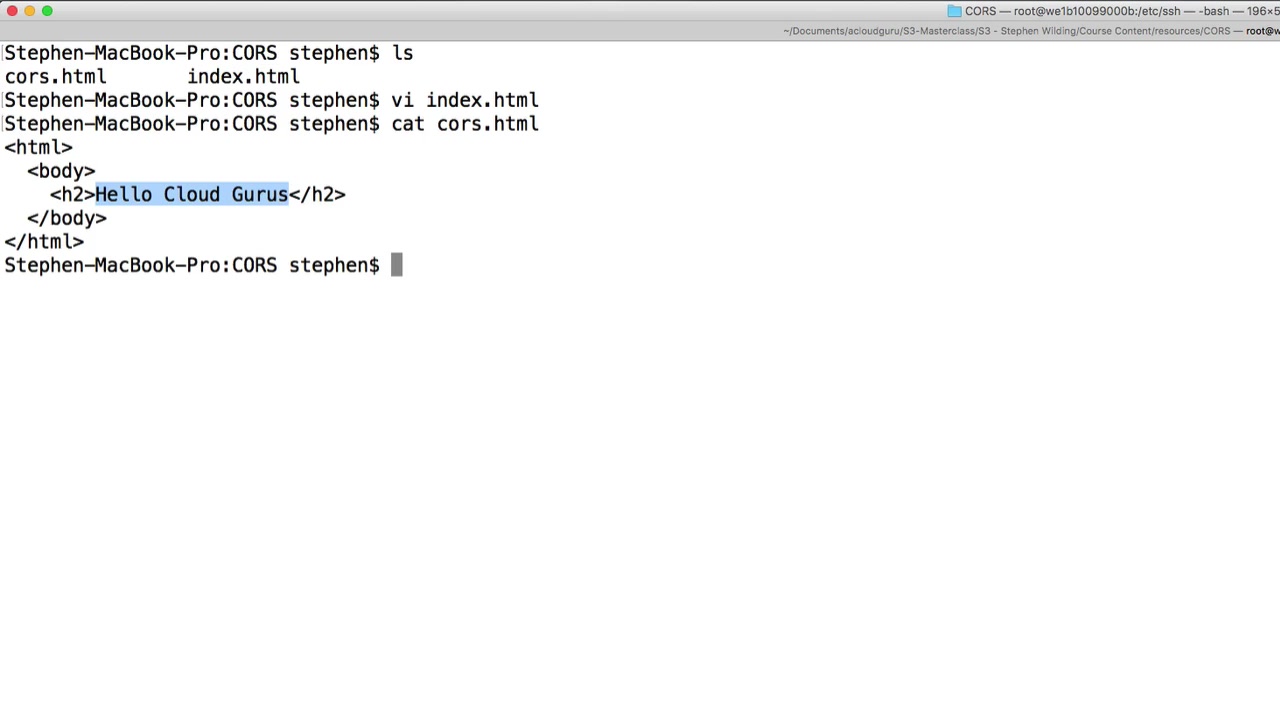 CORS — root@we1b10099000b:/etc/ssh — -bash — 196×5
~/Documents/acloudguru/S3-Masterclass/S3 - Stephen Wilding/Course Content/resources/CORS — root@w
Stephen-MacBook-Pro:CORS stephen$ ls
cors.html index.html
Stephen-MacBook-Pro:CORS stephen$ vi index.html
Stephen-MacBook-Pro:CORS stephen$ cat cors.html
<html>
<body>
<h2>Hello Cloud Gurus</h2>
</body>
</html>
Stephen-MacBook-Pro:CORS stephen$